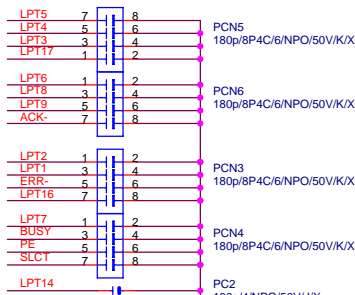 LPT5 7 8
LPT4 5 6 PCN5
LPT3 3 4 180p/8P4C/6/NPO/50V/K/X
LPT17 1 2
LPT6 1 2
LPT8 3 4 PCN6
LPT9 5 6 180p/8P4C/6/NPO/50V/K/X
ACK- 7 8
LPT2 1 2
LPT1 3 4 PCN3
ERR- 5 6 180p/8P4C/6/NPO/50V/K/X
LPT16 7 8
LPT7 1 2
BUSY 3 4 PCN4
PE 5 6 180p/8P4C/6/NPO/50V/K/X
SLCT 7 8
LPT14 PC2